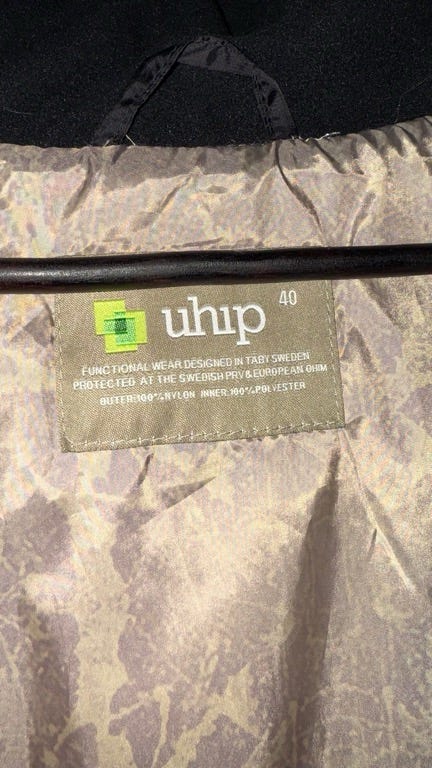 uhip 40
FUNCTIONAL WEAR DESIGNED IN TABY SWEDEN
PROTECTED AT THE SWEDISH PRV & EUROPEAN OHIM
OUTER:100%NYLON INNER:100%POLYESTER